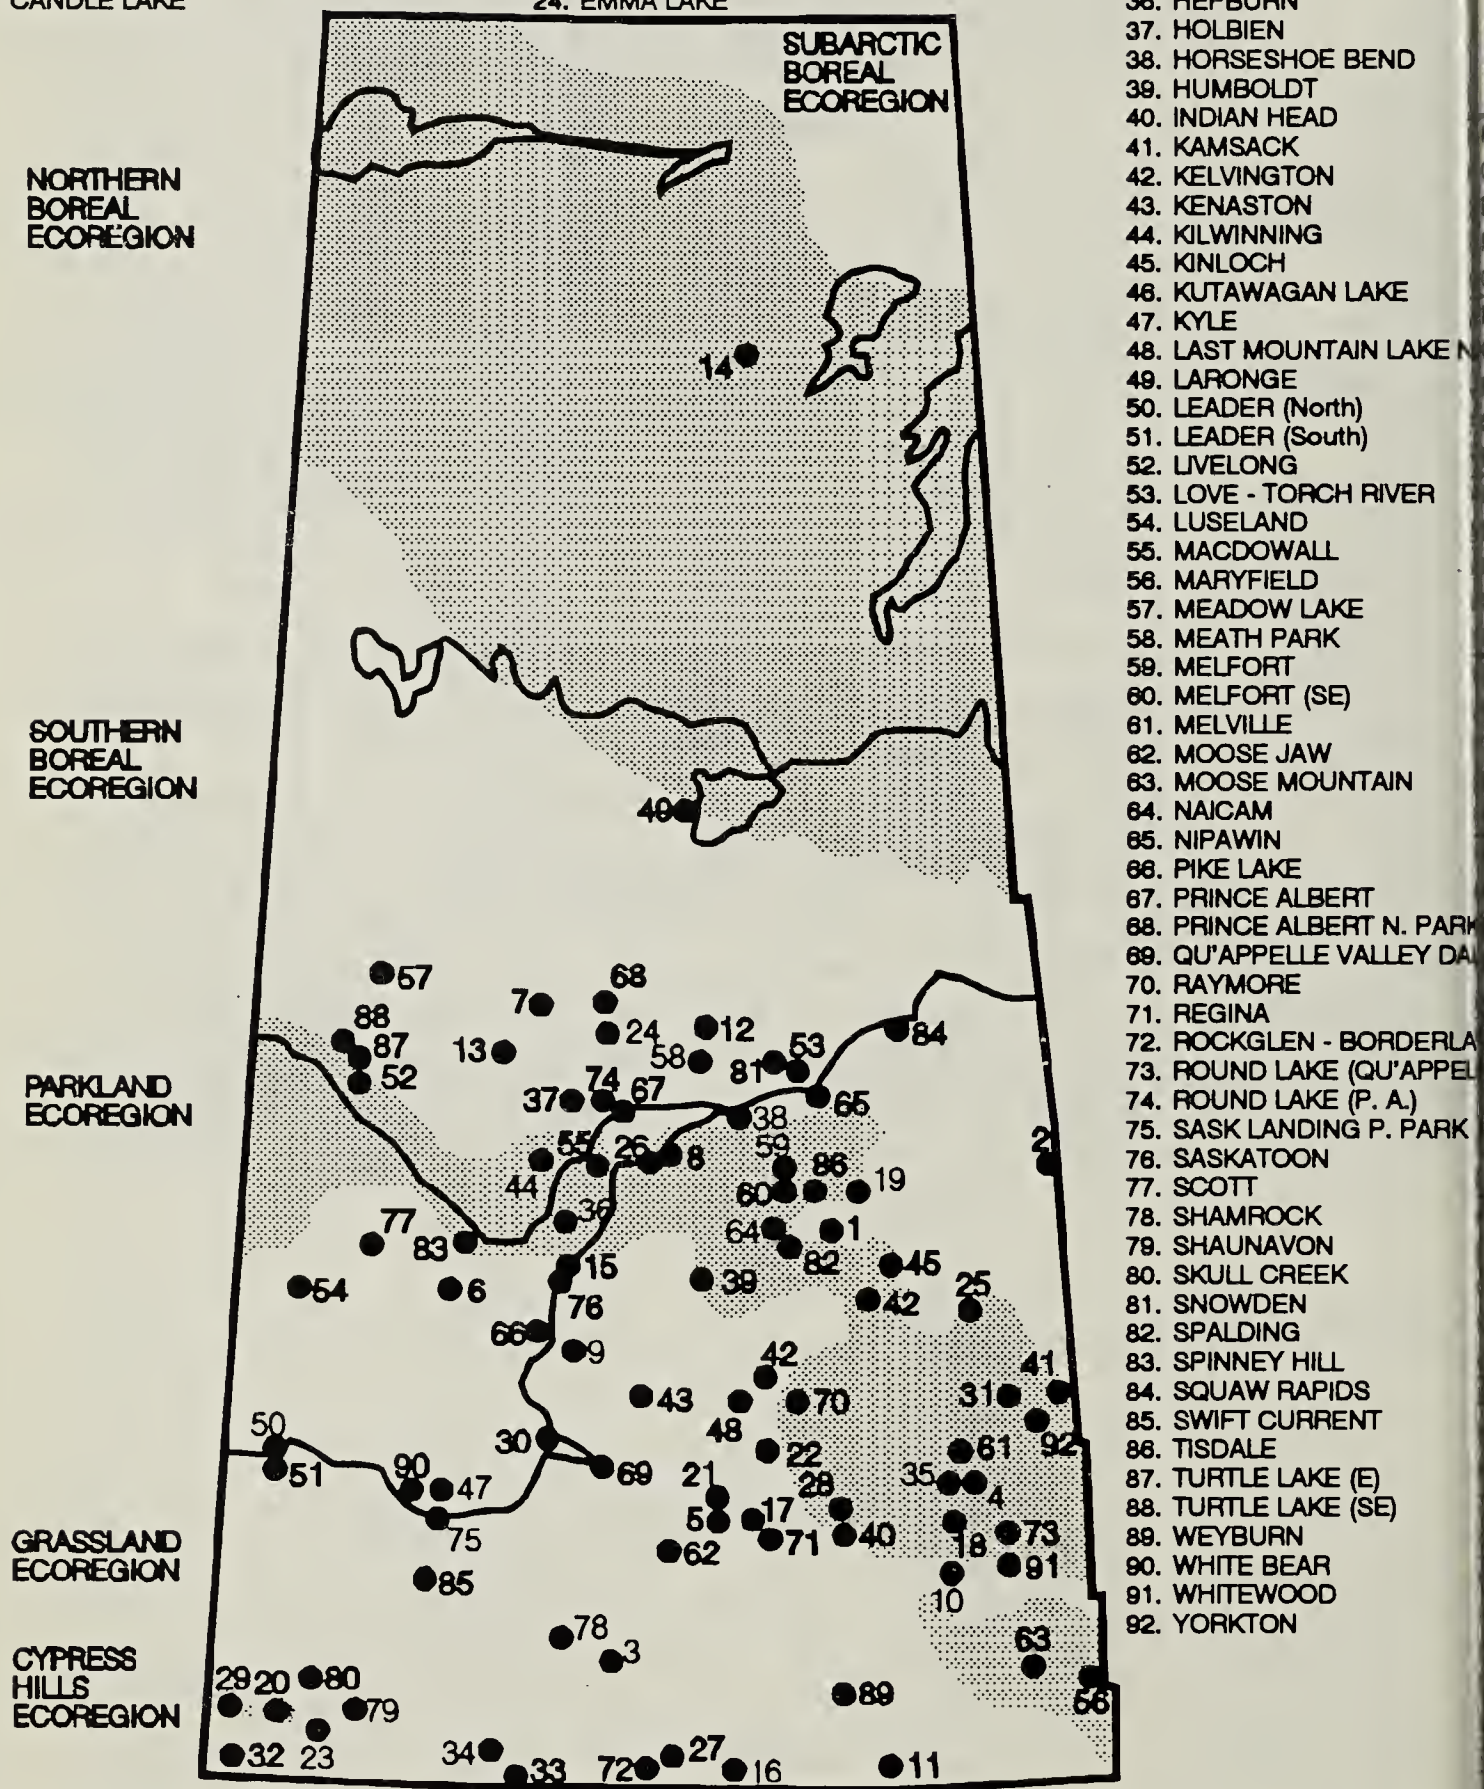 CANDLE LAKE
24. EMMA LAKE
SUBARCTIC
BOREAL
ECOREGION
NORTHERN
BOREAL
ECOREGION
14
SOUTHERN
BOREAL
ECOREGION
49
57
7
68
88
24
12
87
13
58
53
84
81
52
PARKLAND
ECOREGION
37
74
67
65
38
55
26
59
2
8
86
44
60
19
36
64
1
77
83
82
15
45
54
6
39
25
76
42
66
9
42
41
43
31
48
70
50
30
22
61
92
51
69
90
47
21
35
28
4
5
17
75
71
40
18
73
GRASSLAND
ECOREGION
62
85
91
10
78
3
63
CYPRESS
HILLS
ECOREGION
29
20
80
79
89
56
32
23
34
33
72
27
16
11
36. HEPBURN
37. HOLBIEN
38. HORSESHOE BEND
39. HUMBOLDT
40. INDIAN HEAD
41. KAMSACK
42. KELVINGTON
43. KENASTON
44. KILWINNING
45. KINLOCH
46. KUTAWAGAN LAKE
47. KYLE
48. LAST MOUNTAIN LAKE N
49. LARONGE
50. LEADER (North)
51. LEADER (South)
52. LIVELONG
53. LOVE - TORCH RIVER
54. LUSELAND
55. MACDOWALL
56. MARYFIELD
57. MEADOW LAKE
58. MEATH PARK
59. MELFORT
60. MELFORT (SE)
61. MELVILLE
62. MOOSE JAW
63. MOOSE MOUNTAIN
64. NAICAM
65. NIPAWIN
66. PIKE LAKE
67. PRINCE ALBERT
68. PRINCE ALBERT N. PARK
69. QU'APPELLE VALLEY DA
70. RAYMORE
71. REGINA
72. ROCKGLEN - BORDERLA
73. ROUND LAKE (QU'APPEL
74. ROUND LAKE (P. A.)
75. SASK LANDING P. PARK
76. SASKATOON
77. SCOTT
78. SHAMROCK
79. SHAUNAVON
80. SKULL CREEK
81. SNOWDEN
82. SPALDING
83. SPINNEY HILL
84. SQUAW RAPIDS
85. SWIFT CURRENT
86. TISDALE
87. TURTLE LAKE (E)
88. TURTLE LAKE (SE)
89. WEYBURN
90. WHITE BEAR
91. WHITEWOOD
92. YORKTON